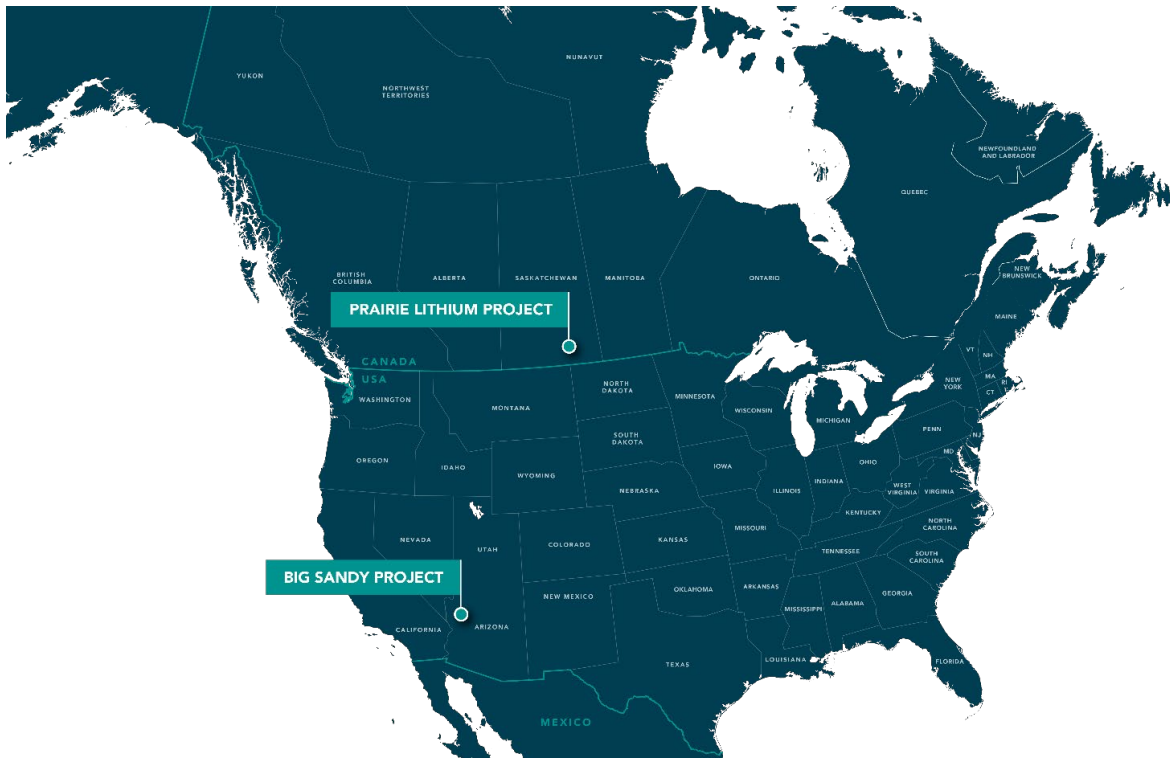 YUKON
NORTHWEST
TERRITORIES
NUNAVUT
NEWFOUNDLAND
AND LABRADOR
QUEBEC
BRITISH
COLUMBIA
ALBERTA
SASKATCHEWAN
MANITOBA
ONTARIO
NEW
BRUNSWICK
PRAIRIE LITHIUM PROJECT
MAINE
CANADA
USA
VT
NH
WASHINGTON
MONTANA
NORTH
DAKOTA
MINNESOTA
WISCONSIN
MICHIGAN
NEW
YORK
MA
RI
CT
OREGON
IDAHO
WYOMING
SOUTH
DAKOTA
IOWA
PENN
NJ
MD
NEBRASKA
ILLINOIS
INDIANA
OHIO
WEST
VIRGINIA
VIRGINIA
NEVADA
UTAH
COLORADO
KANSAS
MISSOURI
KENTUCKY
NORTH
CAROLINA
TENNESSEE
SOUTH
CAROLINA
BIG SANDY PROJECT
NEW MEXICO
OKLAHOMA
ARKANSAS
MISSISSIPPI
ALABAMA
GEORGIA
CALIFORNIA
ARIZONA
TEXAS
LOUISIANA
FLORIDA
MEXICO